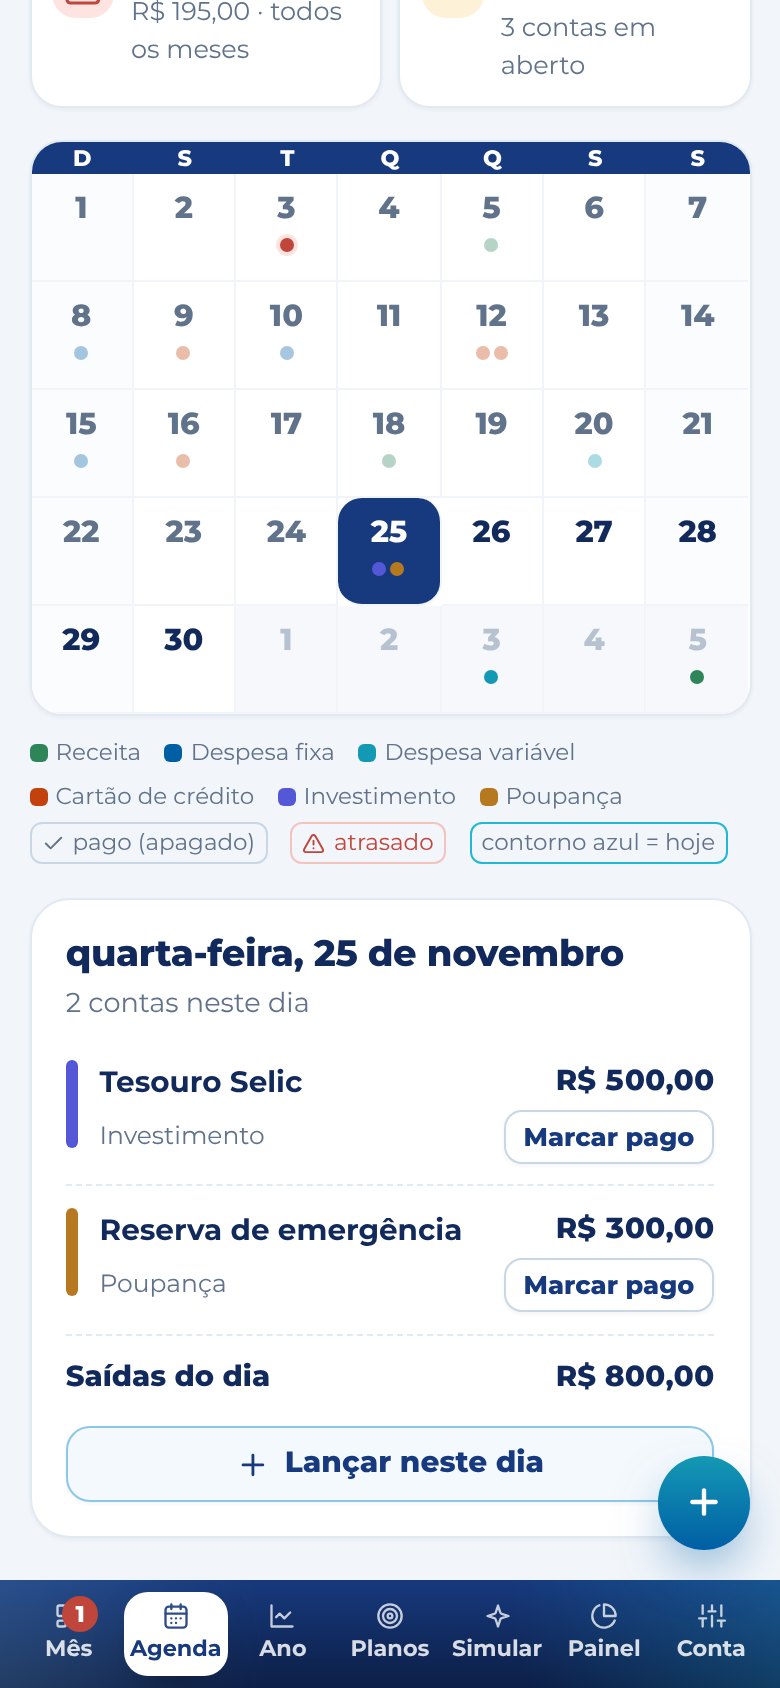 R$ 195,00 · todos
os meses
3 contas em
aberto
D S T Q Q S S
1 2 3 4 5 6 7
8 9 10 11 12 13 14
15 16 17 18 19 20 21
22 23 24 25 26 27 28
29 30 1 2 3 4 5
Receita Despesa fixa Despesa variável
Cartão de crédito Investimento Poupança
pago (apagado) atrasado contorno azul = hoje
quarta-feira, 25 de novembro
2 contas neste dia
Tesouro Selic R$ 500,00
Investimento Marcar pago
Reserva de emergência R$ 300,00
Poupança Marcar pago
Saídas do dia R$ 800,00
+ Lançar neste dia
+
1
Mês Agenda Ano Planos Simular Painel Conta